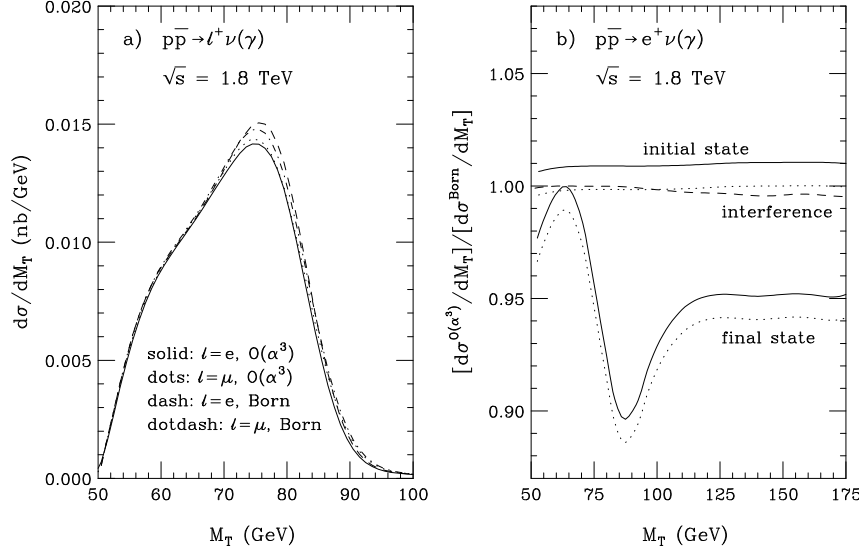 a) pp̅→l⁺ν(γ)
√s = 1.8 TeV
dσ/dM_T (nb/GeV)
0.020
0.015
0.010
0.005
0.000
solid: l=e, O(α³)
dots: l=μ, O(α³)
dash: l=e, Born
dotdash: l=μ, Born
50 60 70 80 90 100
M_T (GeV)
b) pp̅→e⁺ν(γ)
√s = 1.8 TeV
[dσ^O(α³)/dM_T]/[dσ^Born/dM_T]
1.05
1.00
0.95
0.90
initial state
interference
final state
50 75 100 125 150 175
M_T (GeV)